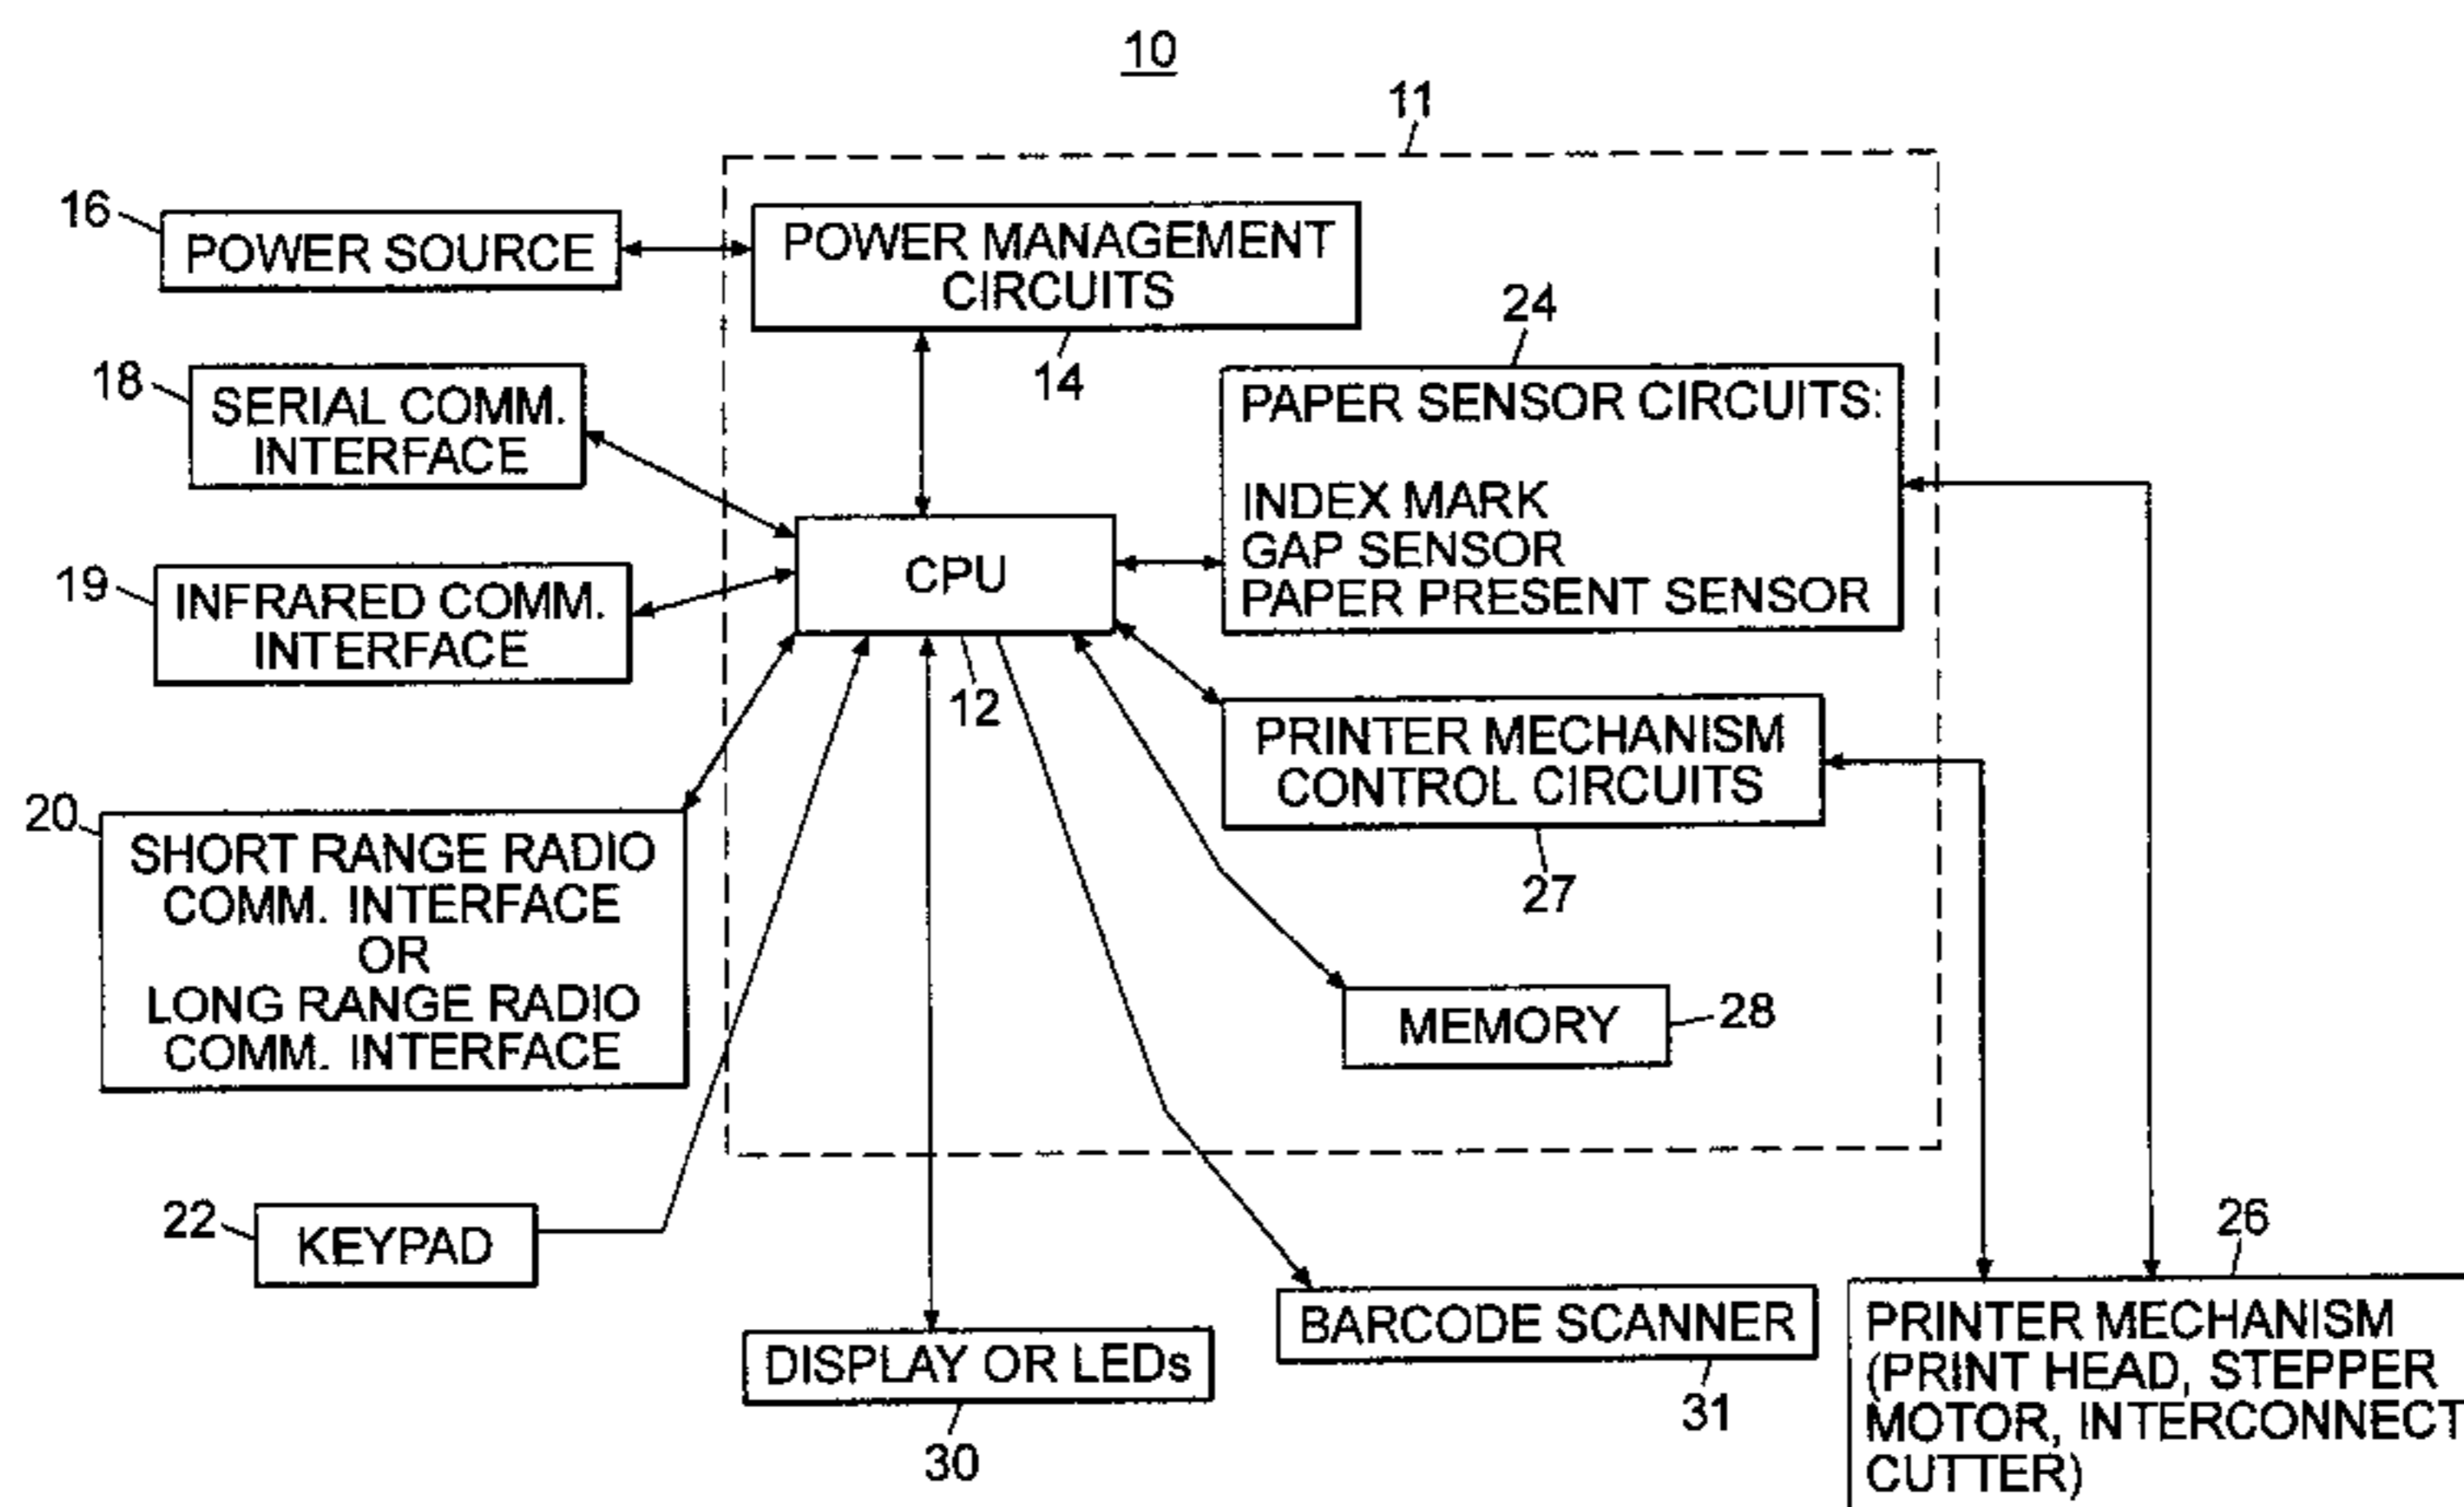 10
11
16
POWER SOURCE
POWER MANAGEMENT
CIRCUITS
14
24
18
SERIAL COMM.
INTERFACE
PAPER SENSOR CIRCUITS:
INDEX MARK
GAP SENSOR
PAPER PRESENT SENSOR
CPU
12
19
INFRARED COMM.
INTERFACE
PRINTER MECHANISM
CONTROL CIRCUITS
27
20
SHORT RANGE RADIO
COMM. INTERFACE
OR
LONG RANGE RADIO
COMM. INTERFACE
MEMORY
28
22
KEYPAD
26
DISPLAY OR LEDs
30
BARCODE SCANNER
31
PRINTER MECHANISM
(PRINT HEAD, STEPPER
MOTOR, INTERCONNECT
CUTTER)